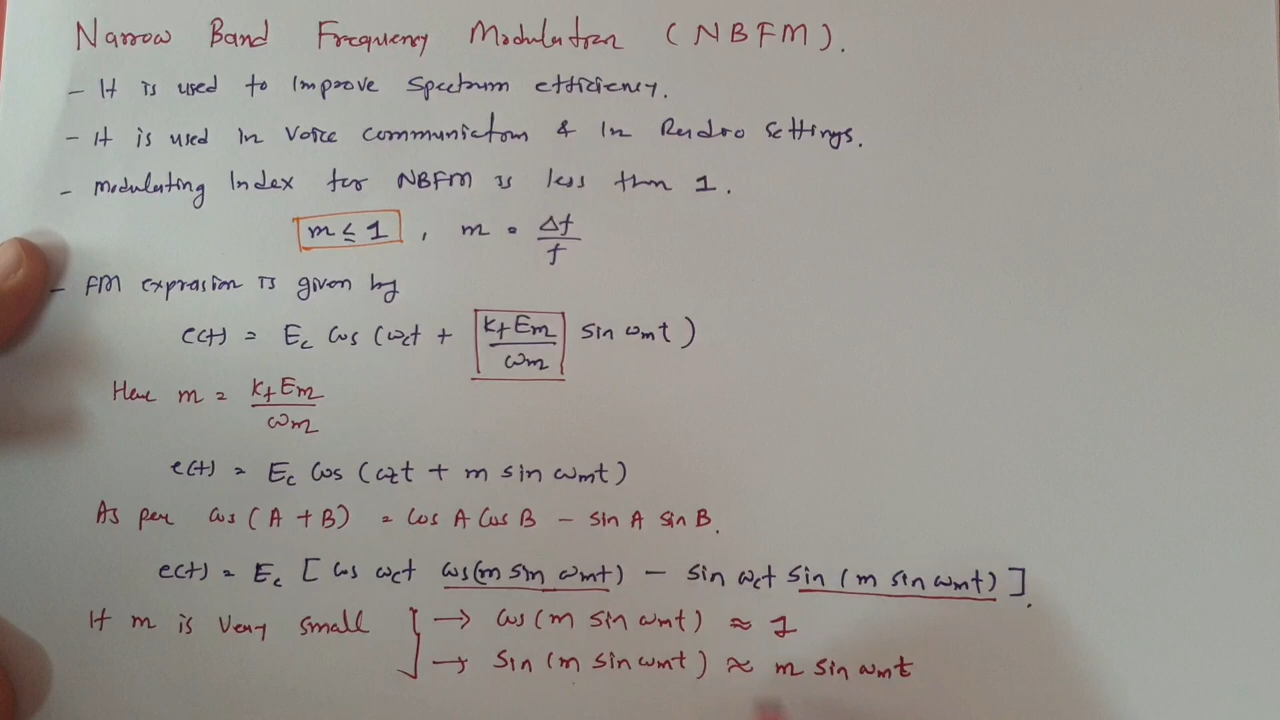 Narrow Band Frequency Modulation (NBFM).
- It is used to improve spectrum efficiency.
- It is used in voice communication & in Radio settings.
- Modulating Index for NBFM is less than 1.
m ≤ 1 , m = Δf/f
- FM expression is given by
e(t) = Ec cos (ωct + KfEm/ωm sin ωmt)
Here m = KfEm/ωm
e(t) = Ec cos (ωct + m sin ωmt)
As per cos (A + B) = cos A cos B - sin A sin B.
e(t) = Ec [ cos ωct cos(m sin ωmt) - sin ωct sin (m sin ωmt) ].
If m is very small → cos (m sin ωmt) ≈ 1
→ sin (m sin ωmt) ≈ m sin ωmt